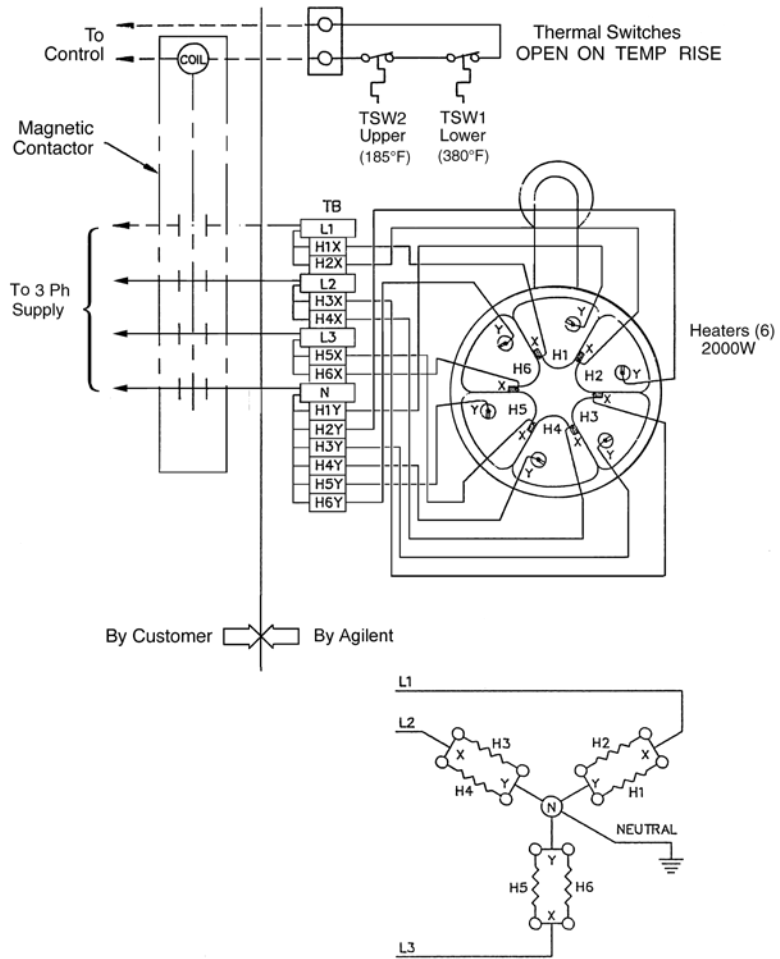 To
Control
COIL
Thermal Switches
OPEN ON TEMP RISE
TSW2
Upper
(185°F)
TSW1
Lower
(380°F)
Magnetic
Contactor
TB
L1
H1X
H2X
L2
H3X
H4X
L3
H5X
H6X
N
H1Y
H2Y
H3Y
H4Y
H5Y
H6Y
To 3 Ph
Supply
Heaters (6)
2000W
Y
X
H1
X
H2
Y
X
H3
Y
X
H4
Y
X
H5
Y
X
H6
Y
By Customer
By Agilent
L1
L2
H3
X
Y
H4
H2
X
Y
H1
N
NEUTRAL
Y
H5
H6
X
L3